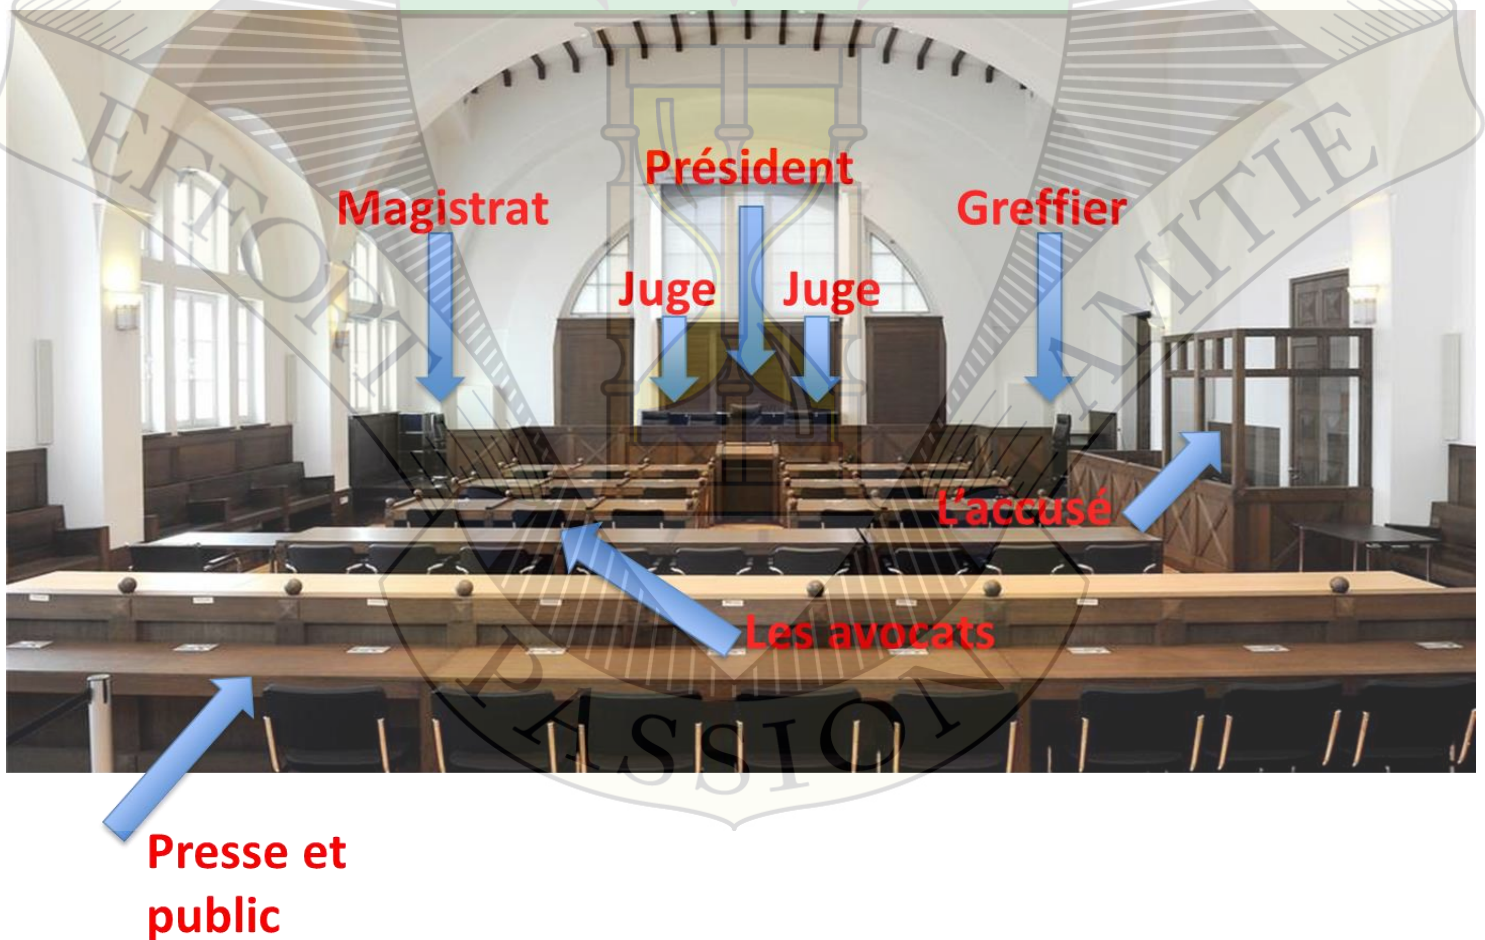 EFFORT
AMITIE
PASSION
Président
Magistrat
Greffier
Juge
Juge
L'accusé
Les avocats
Presse et
public